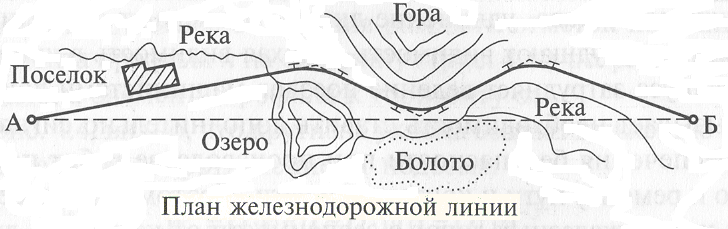 Гора
Река
Поселок
А
Озеро
Болото
Река
Б
План железнодорожной линии